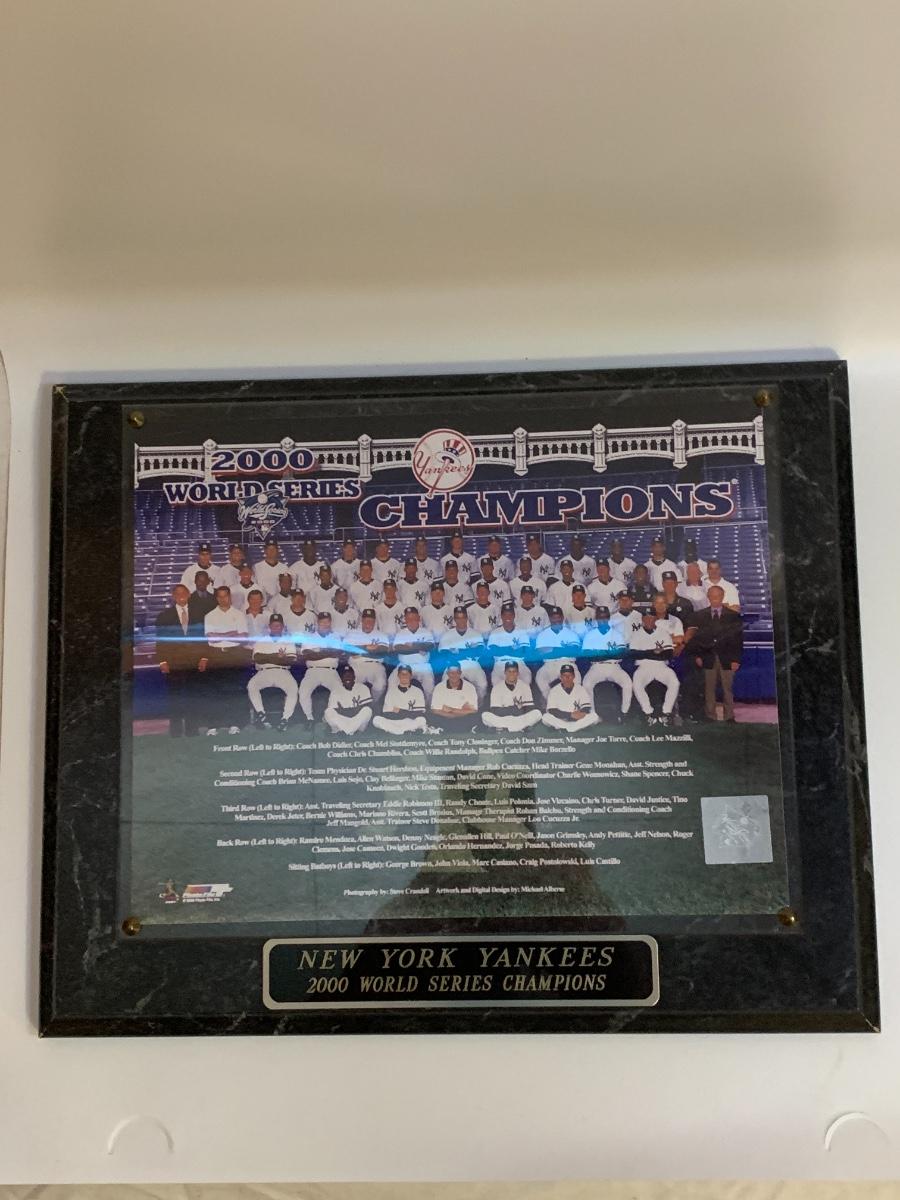 2000
WORLD SERIES
Yankees
World Series
2000
CHAMPIONS
Front Row (Left to Right): Coach Bob Didier, Coach Mel Stottlemyre, Coach Tony Cloninger, Coach Don Zimmer, Manager Joe Torre, Coach Lee Mazzilli,
Coach Chris Chambliss, Coach Willie Randolph, Bullpen Catcher Mike Borzello
Second Row (Left to Right): Team Physician Dr. Stuart Hershon, Equipment Manager Rob Cucuzza, Head Trainer Gene Monahan, Asst. Strength and
Conditioning Coach Brian McNamee, Luis Sojo, Clay Bellinger, Mike Stanton, David Cone, Video Coordinator Charlie Wonsowicz, Shane Spencer, Chuck
Knoblauch, Nick Testa, Traveling Secretary David Szen
Third Row (Left to Right): Asst. Traveling Secretary Eddie Robinson III, Randy Choate, Luis Polonia, Jose Vizcaino, Chris Turner, David Justice, Tino
Martinez, Derek Jeter, Bernie Williams, Mariano Rivera, Scott Brosius, Massage Therapist Rohan Baichu, Strength and Conditioning Coach
Jeff Mangold, Asst. Trainer Steve Donahue, Clubhouse Manager Lou Cucuzza Jr.
Back Row (Left to Right): Ramiro Mendoza, Allen Watson, Denny Neagle, Glenallen Hill, Paul O'Neill, Jason Grimsley, Andy Pettitte, Jeff Nelson, Roger
Clemens, Jose Canseco, Dwight Gooden, Orlando Hernandez, Jorge Posada, Roberto Kelly
Sitting Batboys (Left to Right): George Brown, John Viola, Marc Casiano, Craig Postolowski, Luis Castillo
Photography by: Steve Crandall Artwork and Digital Design by: Michael Alberse
NEW YORK YANKEES
2000 WORLD SERIES CHAMPIONS